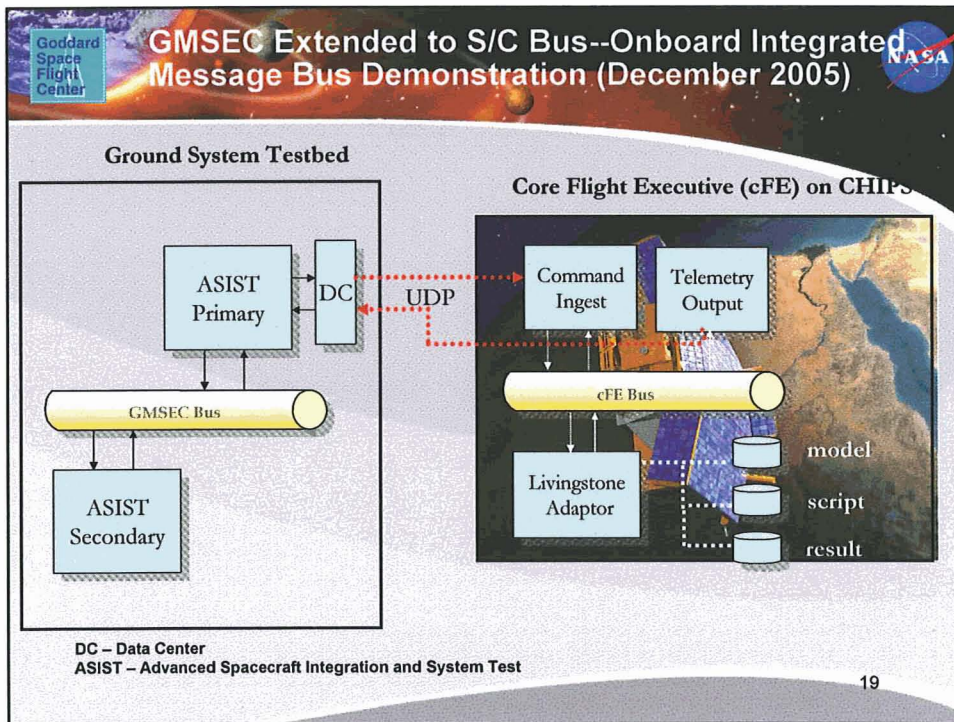 Goddard
Space
Flight
Center
GMSEC Extended to S/C Bus--Onboard Integrated
Message Bus Demonstration (December 2005)
NASA
Ground System Testbed
Core Flight Executive (cFE) on CHIPS
ASIST
Primary
DC
UDP
Command
Ingest
Telemetry
Output
GMSEC Bus
cFE Bus
ASIST
Secondary
Livingstone
Adaptor
model
script
result
DC – Data Center
ASIST – Advanced Spacecraft Integration and System Test
19